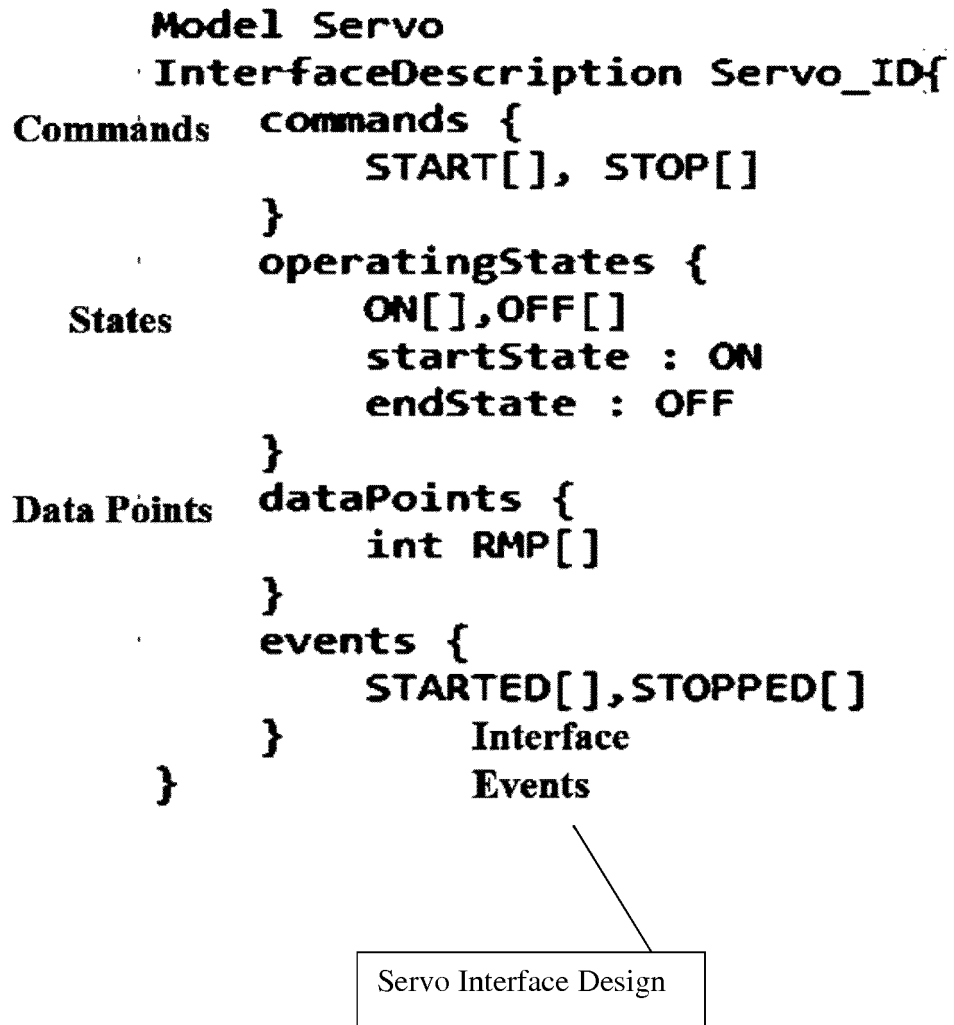 Model Servo
InterfaceDescription Servo_ID{
Commands commands {
START[], STOP[]
}
operatingStates {
States ON[],OFF[]
startState : ON
endState : OFF
}
Data Points dataPoints {
int RMP[]
}
events {
STARTED[],STOPPED[]
} Interface
} Events
Servo Interface Design